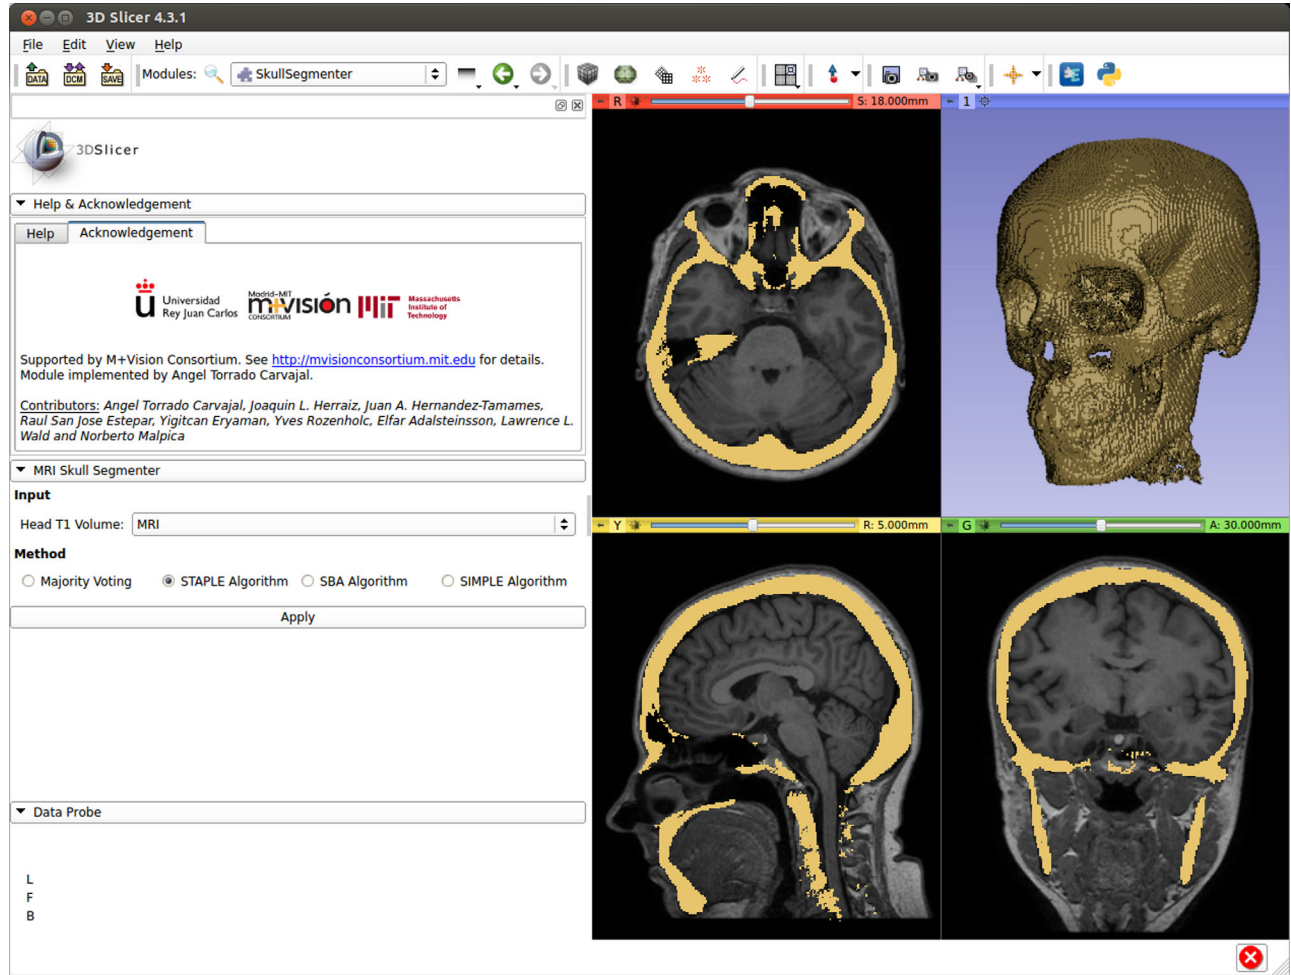 3D Slicer 4.3.1
File Edit View Help
DATA DCM SAVE Modules: SkullSegmenter
R S: 18.000mm
1
3DSlicer
Help & Acknowledgement
Help Acknowledgement
Universidad
Rey Juan Carlos
Madrid-MIT
m+visión
CONSORTIUM
MIT
Massachusetts
Institute of
Technology
Supported by M+Vision Consortium. See http://mvisionconsortium.mit.edu for details.
Module implemented by Angel Torrado Carvajal.
Contributors: Angel Torrado Carvajal, Joaquin L. Herraiz, Juan A. Hernandez-Tamames,
Raul San Jose Estepar, Yigitcan Eryaman, Yves Rozenholc, Elfar Adalsteinsson, Lawrence L.
Wald and Norberto Malpica
MRI Skull Segmenter
Input
Head T1 Volume: MRI
Y R: 5.000mm
G A: 30.000mm
Method
Majority Voting STAPLE Algorithm SBA Algorithm SIMPLE Algorithm
Apply
Data Probe
L
F
B